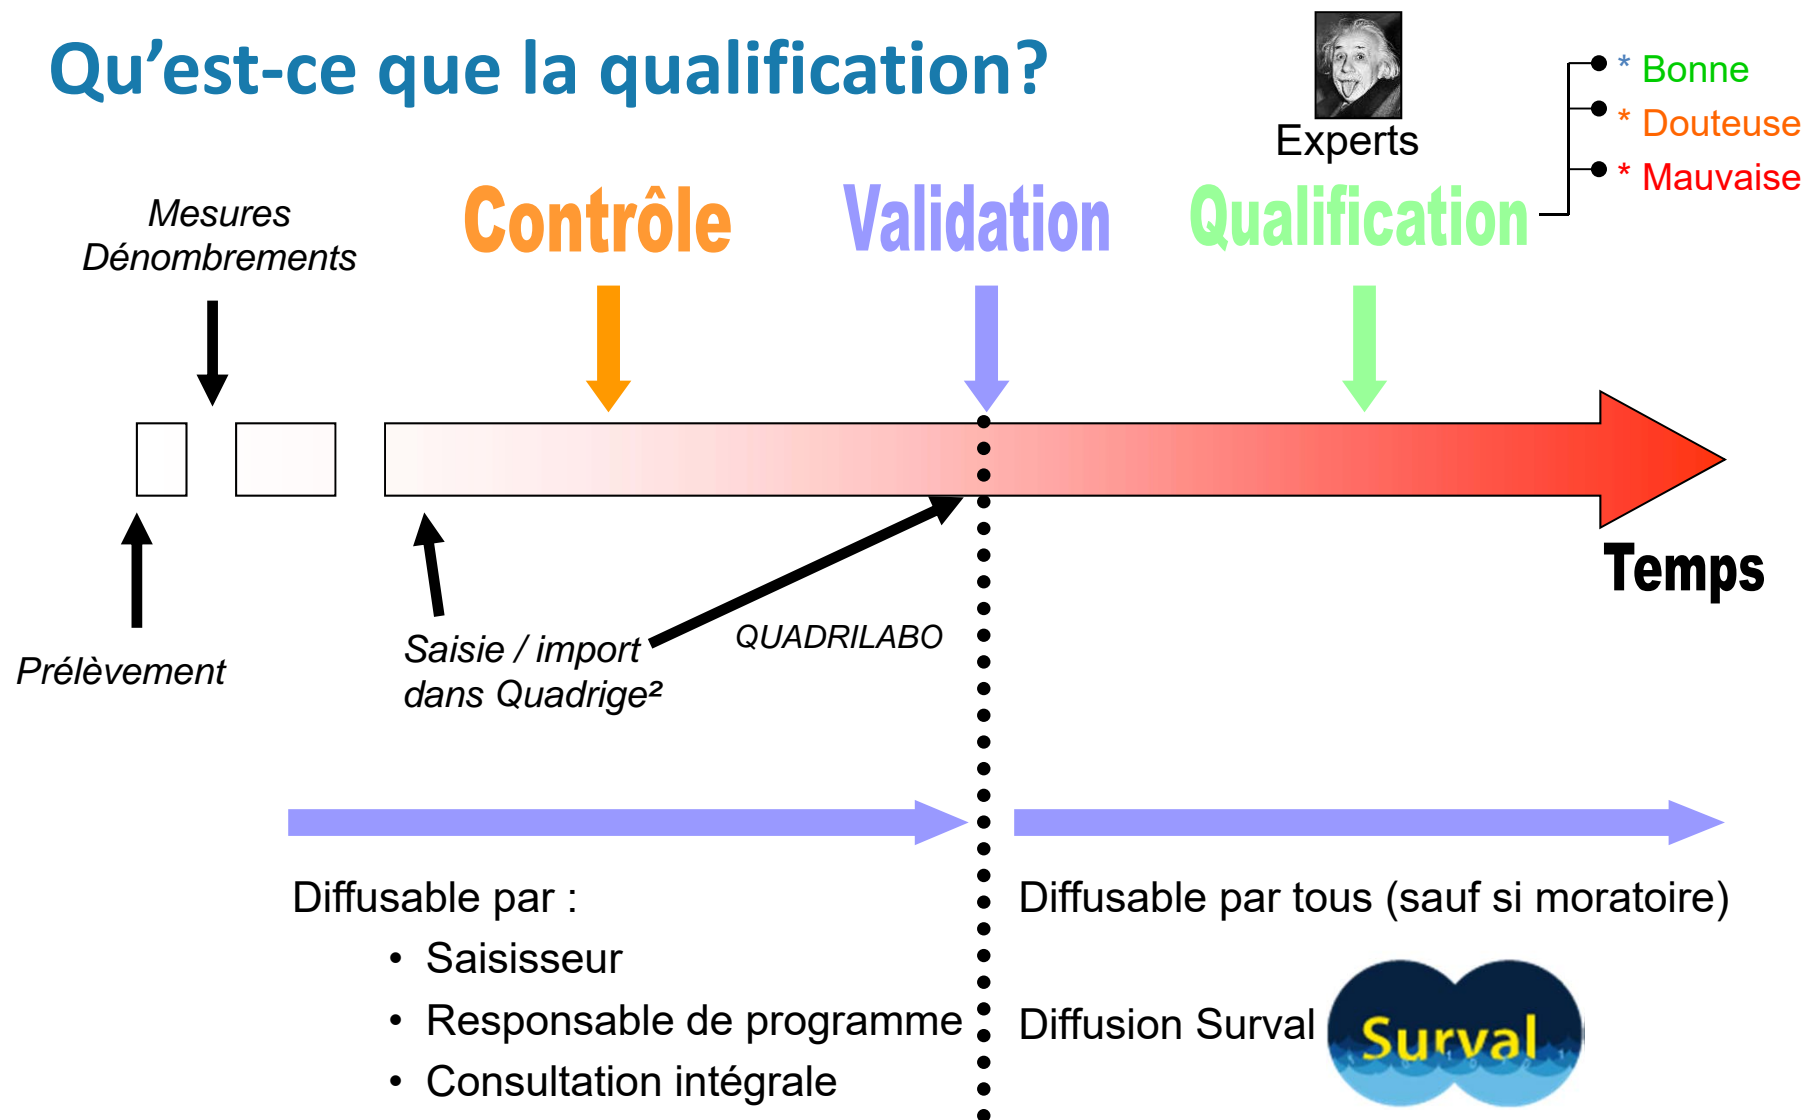 Qu’est-ce que la qualification?
Experts
* Bonne
* Douteuse
* Mauvaise
Mesures
Dénombrements
Contrôle
Validation
Qualification
Temps
Prélèvement
Saisie / import
dans Quadrige²
QUADRILABO
Diffusable par :
• Saisisseur
• Responsable de programme
• Consultation intégrale
Diffusable par tous (sauf si moratoire)
Diffusion Surval
Surval